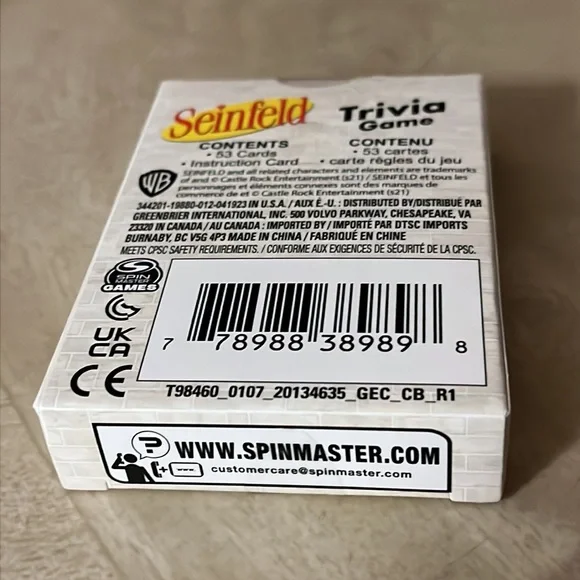 Seinfeld Trivia Game
CONTENTS
• 53 Cards
• Instruction Card
CONTENU
• 53 cartes
• carte règles du jeu
WB
SEINFELD and all related characters and elements are trademarks
of and © Castle Rock Entertainment (s21) / SEINFELD et tous les
personnages et éléments connexes sont des marques de
commerce de et © Castle Rock Entertainment (s21)
344201-19880-012-041923 IN U.S.A. / AUX É.-U. : DISTRIBUTED BY/DISTRIBUÉ PAR
GREENBRIER INTERNATIONAL, INC. 500 VOLVO PARKWAY, CHESAPEAKE, VA
23320 IN CANADA / AU CANADA : IMPORTED BY / IMPORTÉ PAR DTSC IMPORTS
BURNABY, BC V5G 4P3 MADE IN CHINA / FABRIQUÉ EN CHINE
MEETS CPSC SAFETY REQUIREMENTS. / CONFORME AUX EXIGENCES DE SÉCURITÉ DE LA CPSC.
SPIN
MASTER
GAMES
UK
CA
CE
7 78988 38989 8
T98460_0107_20134635_GEC_CB_R1
?
WWW.SPINMASTER.COM
customercare@spinmaster.com